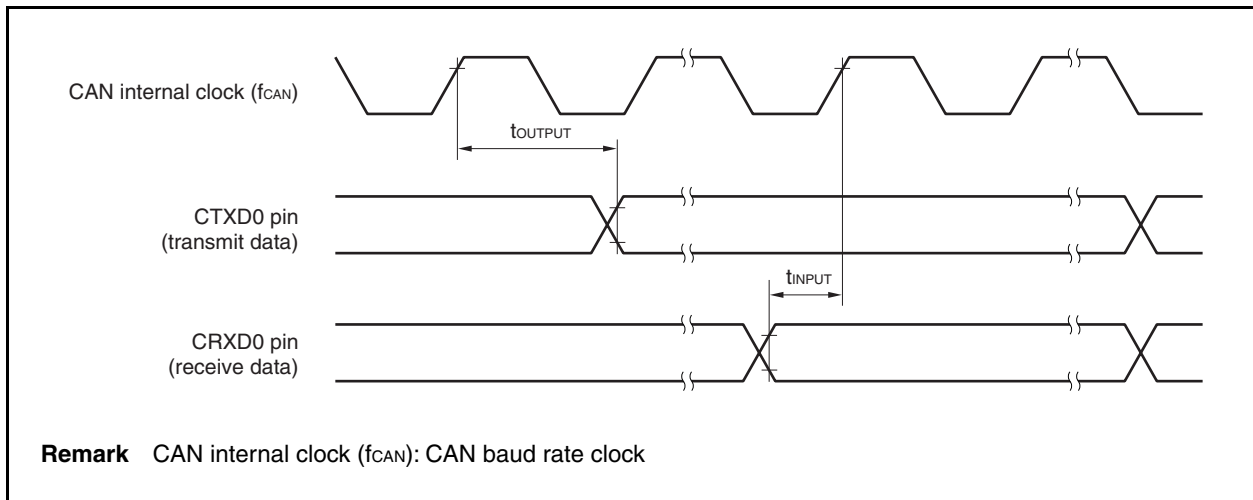 CAN internal clock (fCAN)
tOUTPUT
CTXD0 pin
(transmit data)
tINPUT
CRXD0 pin
(receive data)
Remark CAN internal clock (fCAN): CAN baud rate clock